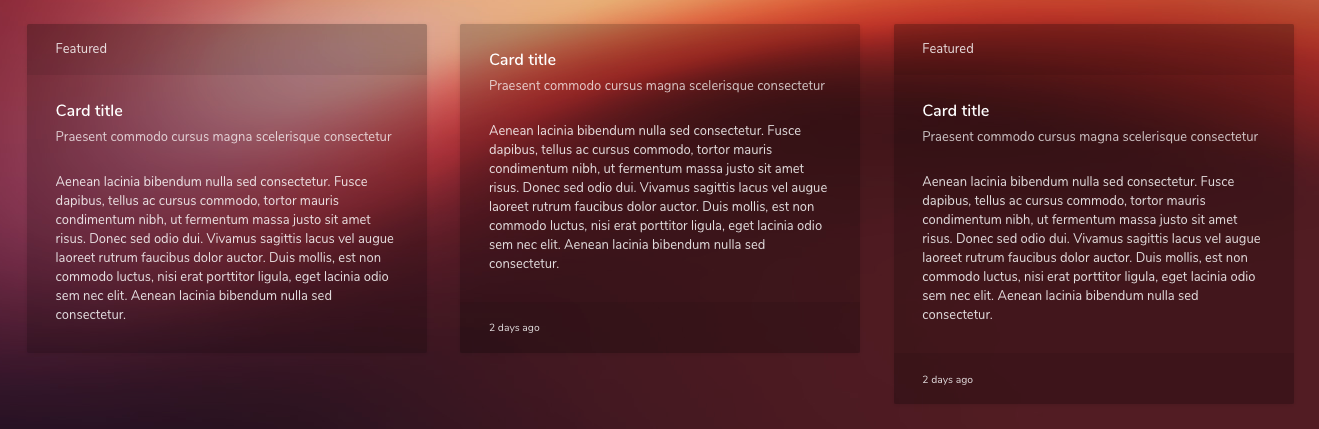 Featured
Card title
Praesent commodo cursus magna scelerisque consectetur
Aenean lacinia bibendum nulla sed consectetur. Fusce
dapibus, tellus ac cursus commodo, tortor mauris
condimentum nibh, ut fermentum massa justo sit amet
risus. Donec sed odio dui. Vivamus sagittis lacus vel augue
laoreet rutrum faucibus dolor auctor. Duis mollis, est non
commodo luctus, nisi erat porttitor ligula, eget lacinia odio
sem nec elit. Aenean lacinia bibendum nulla sed
consectetur.
Card title
Praesent commodo cursus magna scelerisque consectetur
Aenean lacinia bibendum nulla sed consectetur. Fusce
dapibus, tellus ac cursus commodo, tortor mauris
condimentum nibh, ut fermentum massa justo sit amet
risus. Donec sed odio dui. Vivamus sagittis lacus vel augue
laoreet rutrum faucibus dolor auctor. Duis mollis, est non
commodo luctus, nisi erat porttitor ligula, eget lacinia odio
sem nec elit. Aenean lacinia bibendum nulla sed
consectetur.
2 days ago
Featured
Card title
Praesent commodo cursus magna scelerisque consectetur
Aenean lacinia bibendum nulla sed consectetur. Fusce
dapibus, tellus ac cursus commodo, tortor mauris
condimentum nibh, ut fermentum massa justo sit amet
risus. Donec sed odio dui. Vivamus sagittis lacus vel augue
laoreet rutrum faucibus dolor auctor. Duis mollis, est non
commodo luctus, nisi erat porttitor ligula, eget lacinia odio
sem nec elit. Aenean lacinia bibendum nulla sed
consectetur.
2 days ago